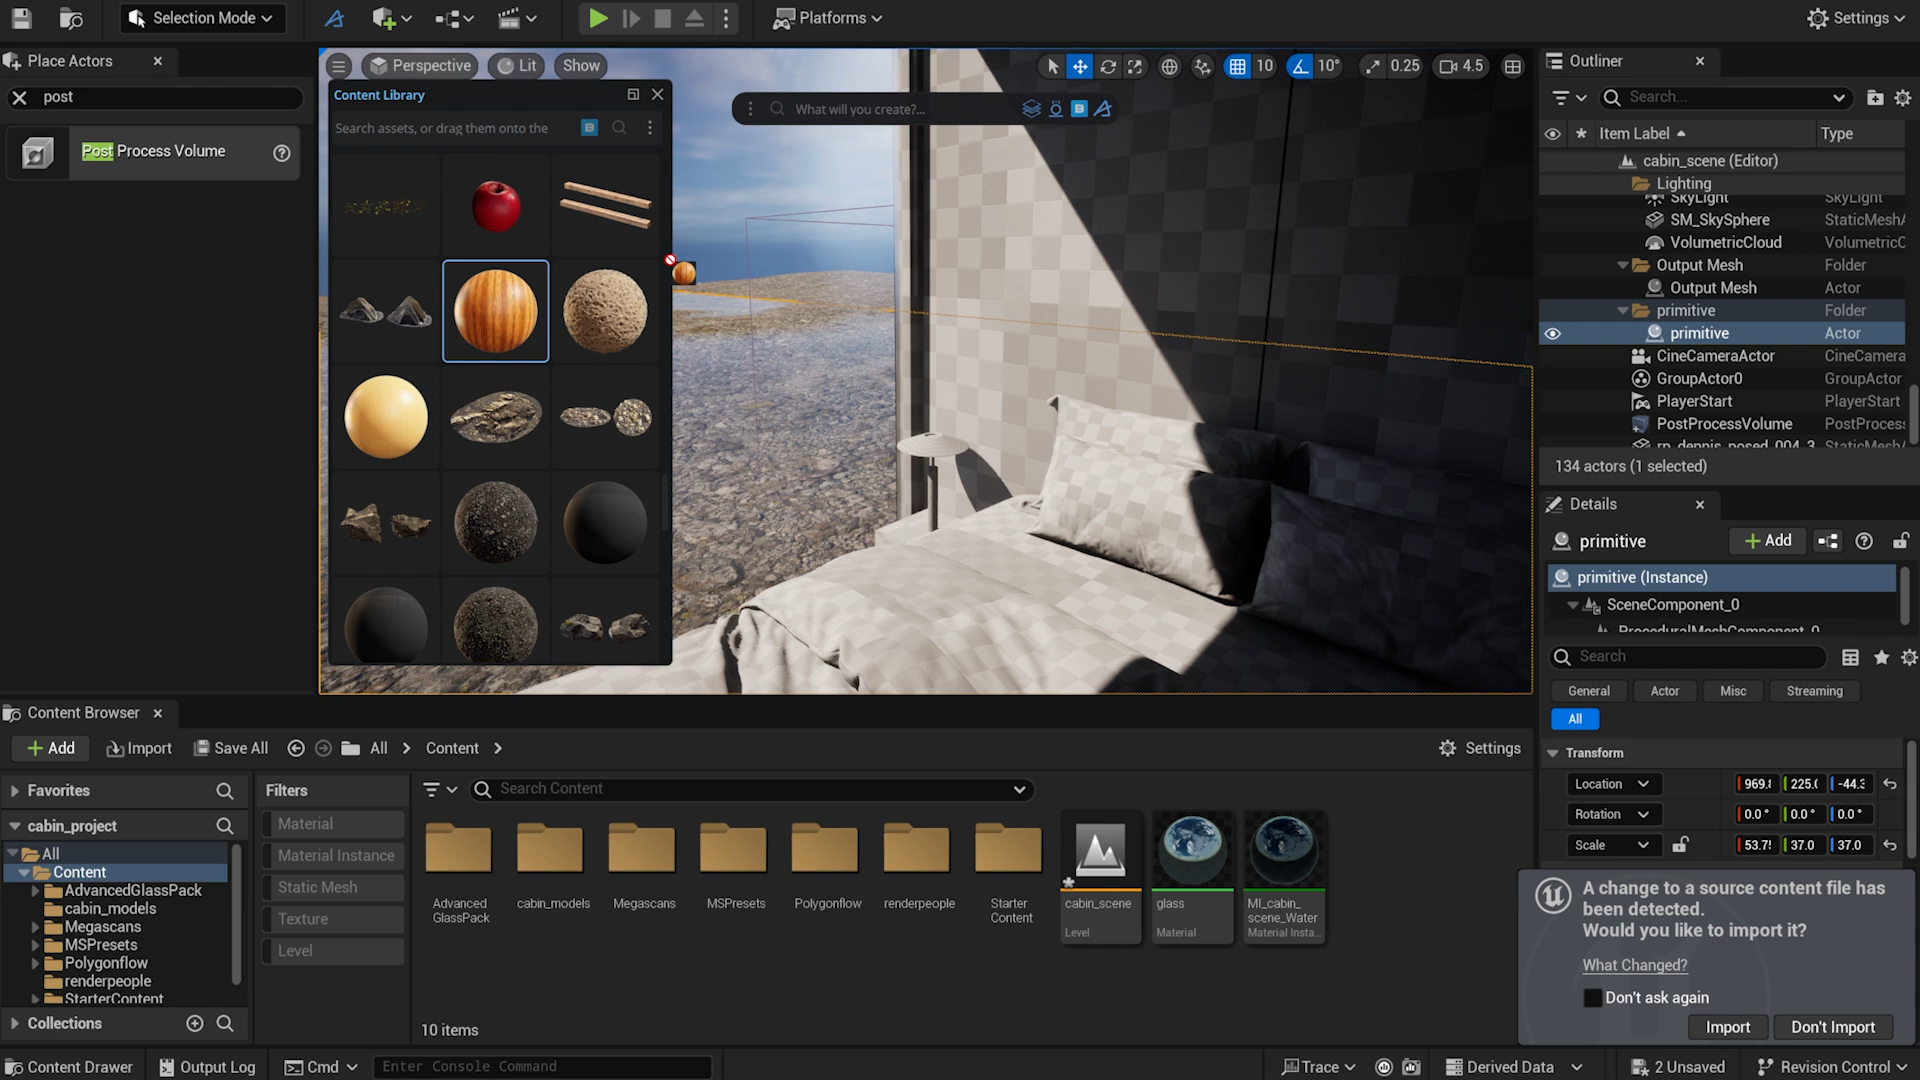 Selection Mode
Platforms
Settings
Place Actors
post
Post Process Volume
Perspective
Lit
Show
10
10°
0.25
4.5
Content Library
Search assets, or drag them onto the
What will you create?...
Outliner
Search...
Item Label
Type
cabin_scene (Editor)
Lighting
SkyLight
SkyLight
SM_SkySphere
StaticMeshA
VolumetricCloud
VolumetricC
Output Mesh
Folder
Output Mesh
Actor
primitive
Folder
primitive
Actor
CineCameraActor
CineCamera
GroupActor0
GroupActor
PlayerStart
PlayerStart
PostProcessVolume
PostProcess
rp_dennis_posed_004_3
StaticMeshA
134 actors (1 selected)
Details
primitive
Add
primitive (Instance)
SceneComponent_0
ProceduralMeshComponent_0
Search
General
Actor
Misc
Streaming
All
Transform
Location
969.
225.
-44.3
Rotation
0.0°
0.0°
0.0°
Scale
53.7
37.0
37.0
Content Browser
Add
Import
Save All
All
Content
Settings
Favorites
cabin_project
All
Content
AdvancedGlassPack
cabin_models
Megascans
MSPresets
Polygonflow
renderpeople
StarterContent
Collections
Filters
Material
Material Instance
Static Mesh
Texture
Level
Search Content
Advanced
GlassPack
cabin_models
Megascans
MSPresets
Polygonflow
renderpeople
Starter
Content
cabin_scene
Level
glass
Material
MI_cabin_
scene_Water
Material Insta...
10 items
A change to a source content file has
been detected.
Would you like to import it?
What Changed?
Don't ask again
Import
Don't Import
Content Drawer
Output Log
Cmd
Enter Console Command
Trace
Derived Data
2 Unsaved
Revision Control